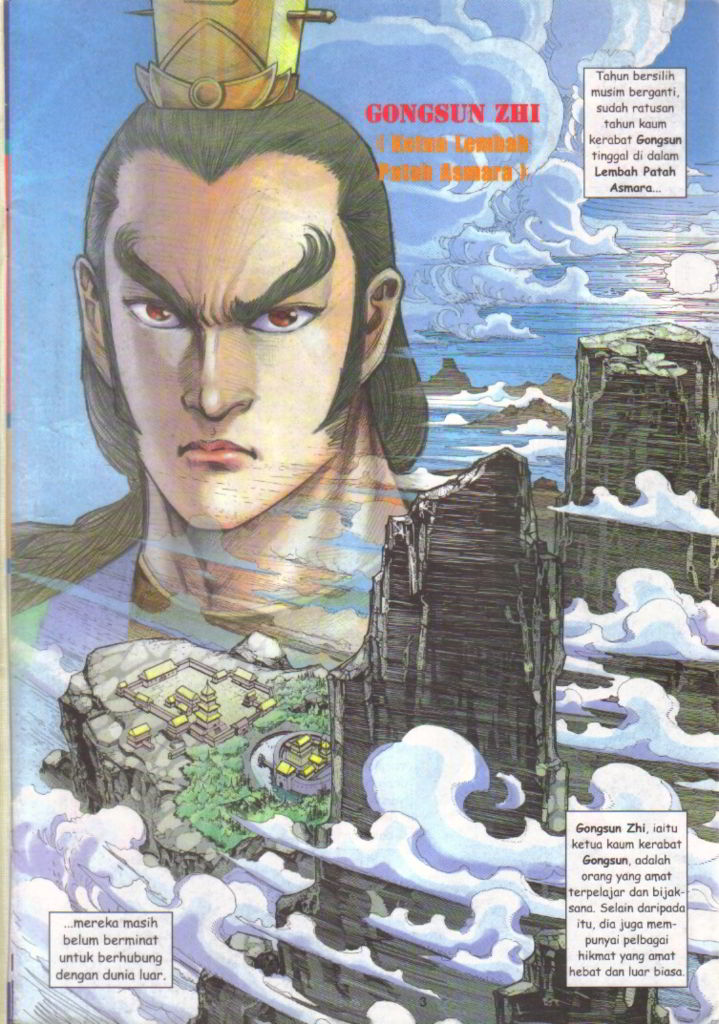 GONGSUN ZHI
( Ketua Lembah
Patah Asmara )
Tahun bersilih
musim berganti,
sudah ratusan
tahun kaum
kerabat Gongsun
tinggal di dalam
Lembah Patah
Asmara...
...mereka masih
belum berminat
untuk berhubung
dengan dunia luar.
Gongsun Zhi, iaitu
ketua kaum kerabat
Gongsun, adalah
orang yang amat
terpelajar dan bijak-
sana. Selain daripada
itu, dia juga mem-
punyai pelbagai
hikmat yang amat
hebat dan luar biasa.
3